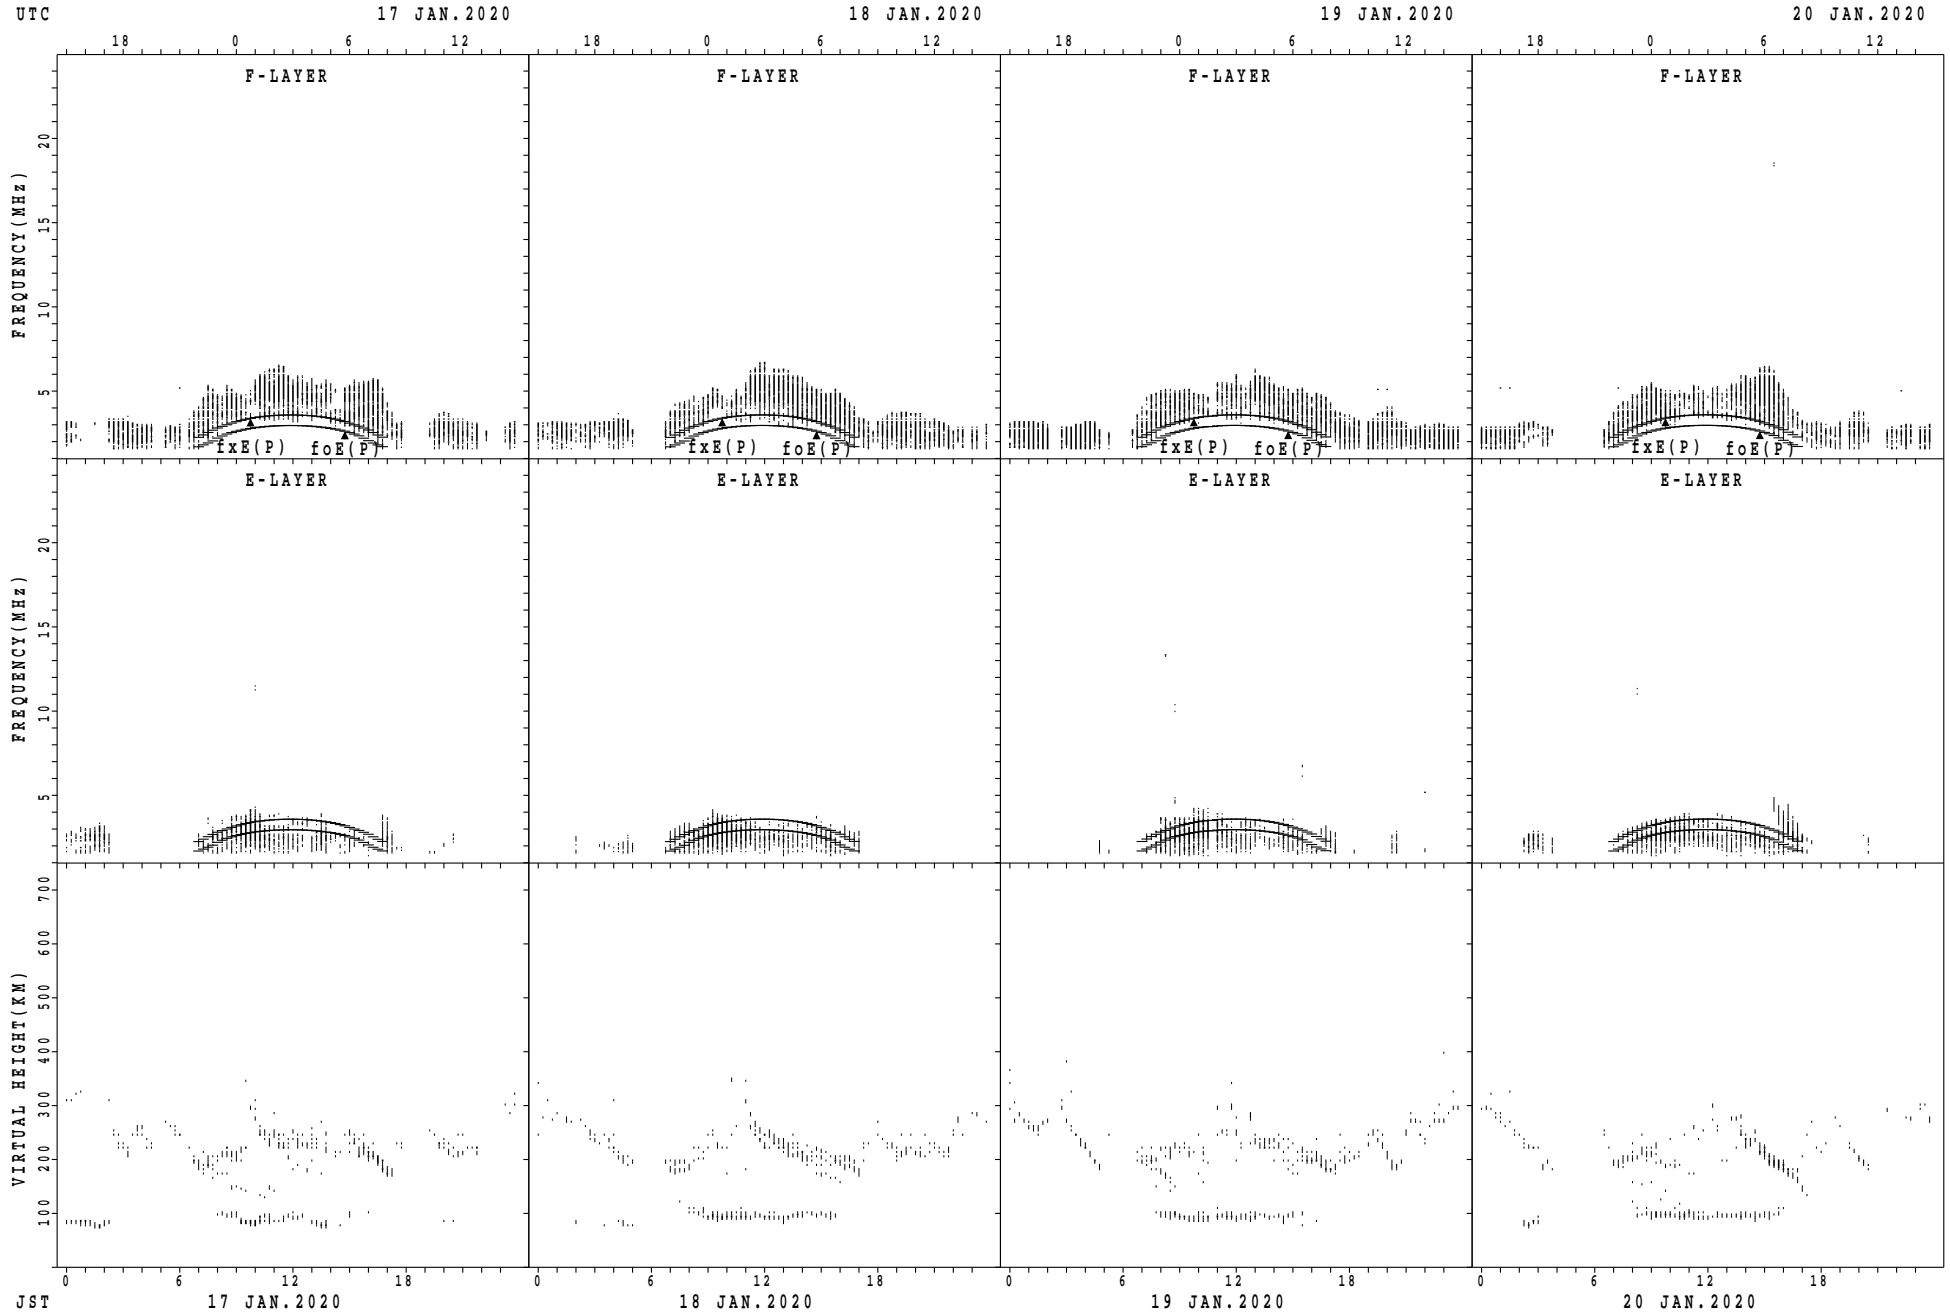 UTC 17 JAN.2020 18 JAN.2020 19 JAN.2020 20 JAN.2020
18 0 6 12 18 0 6 12 18 0 6 12 18 0 6 12
F-LAYER F-LAYER F-LAYER F-LAYER
FREQUENCY(MHz)
20
15
10
5
fxE(P) foE(P) fxE(P) foE(P) fxE(P) foE(P) fxE(P) foE(P)
E-LAYER E-LAYER E-LAYER E-LAYER
FREQUENCY(MHz)
20
15
10
5
VIRTUAL HEIGHT(KM)
700
600
500
400
300
200
100
0 6 12 18 0 6 12 18 0 6 12 18 0 6 12 18
JST 17 JAN.2020 18 JAN.2020 19 JAN.2020 20 JAN.2020